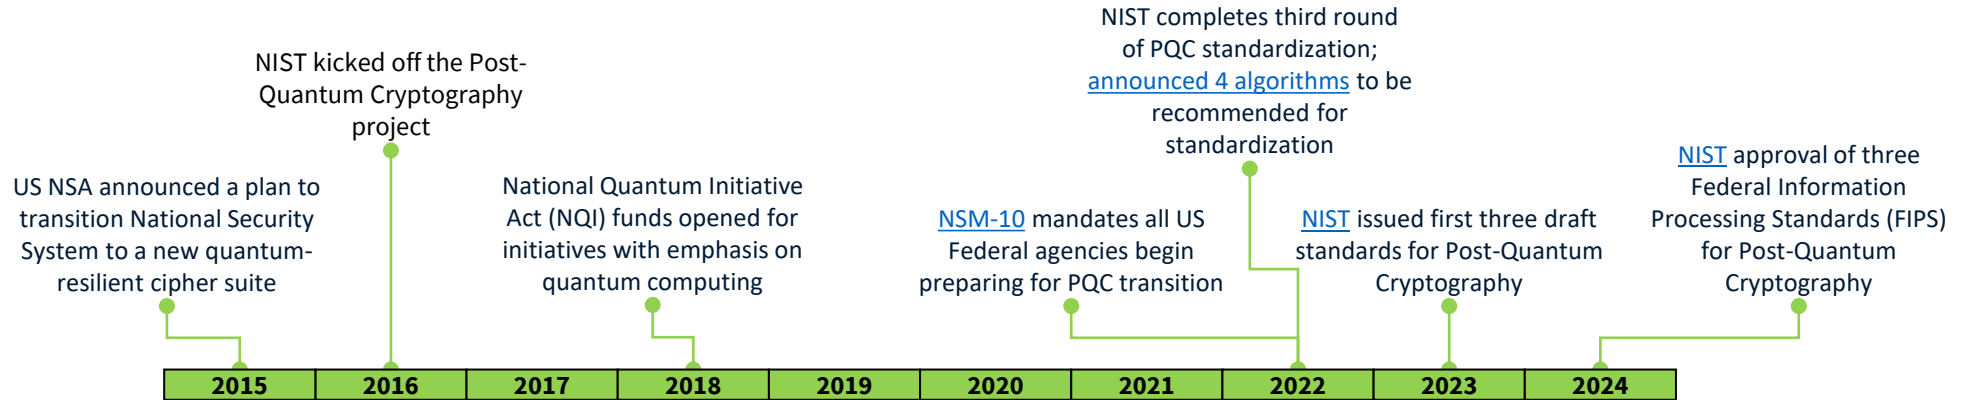 US NSA announced a plan to
transition National Security
System to a new quantum-
resilient cipher suite
NIST kicked off the Post-
Quantum Cryptography
project
National Quantum Initiative
Act (NQI) funds opened for
initiatives with emphasis on
quantum computing
NSM-10 mandates all US
Federal agencies begin
preparing for PQC transition
NIST completes third round
of PQC standardization;
announced 4 algorithms to be
recommended for
standardization
NIST issued first three draft
standards for Post-Quantum
Cryptography
NIST approval of three
Federal Information
Processing Standards (FIPS)
for Post-Quantum
Cryptography
2015 2016 2017 2018 2019 2020 2021 2022 2023 2024